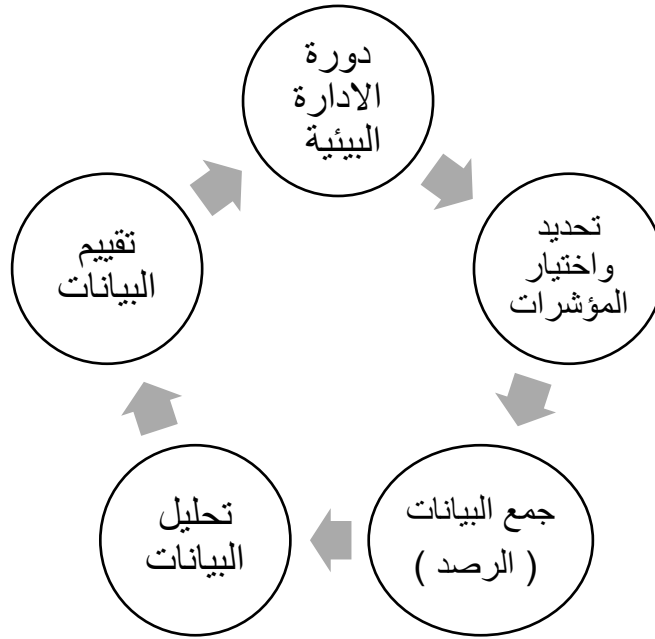 دورة
الادارة
البيئية
تحديد
واختيار
المؤشرات
جمع البيانات
( الرصد )
تحليل
البيانات
تقييم
البيانات